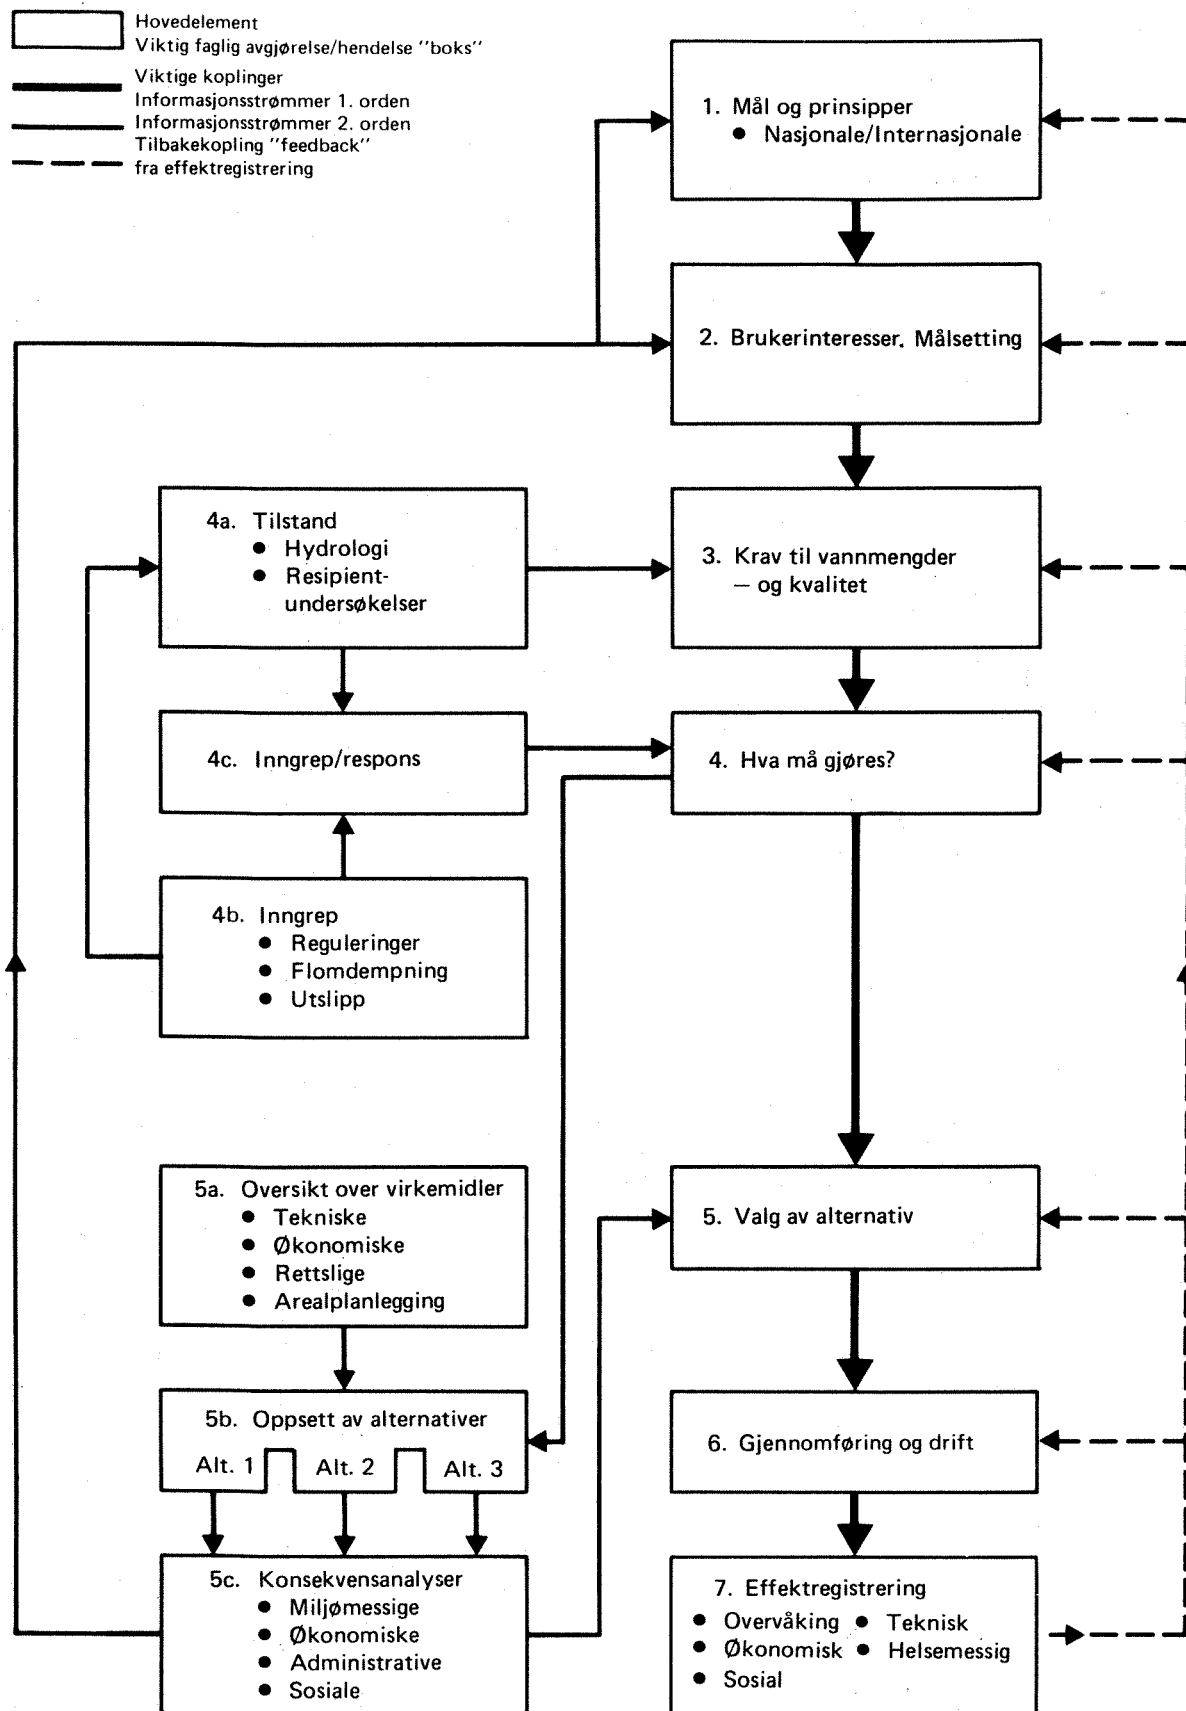 Hovedelement
Viktig faglig avgjørelse/hendelse "boks"
Viktige koplinger
Informasjonsstrømmer 1. orden
Informasjonsstrømmer 2. orden
Tilbakekopling "feedback"
fra effektregistrering
1. Mål og prinsipper
● Nasjonale/Internasjonale
2. Brukerinteresser. Målsetting
4a. Tilstand
● Hydrologi
● Resipient-
undersøkelser
3. Krav til vannmengder
— og kvalitet
4c. Inngrep/respons
4. Hva må gjøres?
4b. Inngrep
● Reguleringer
● Flomdempning
● Utslipp
5a. Oversikt over virkemidler
● Tekniske
● Økonomiske
● Rettslige
● Arealplanlegging
5. Valg av alternativ
5b. Oppsett av alternativer
Alt. 1 Alt. 2 Alt. 3
6. Gjennomføring og drift
5c. Konsekvensanalyser
● Miljømessige
● Økonomiske
● Administrative
● Sosiale
7. Effektregistrering
● Overvåking ● Teknisk
● Økonomisk ● Helsemessig
● Sosial